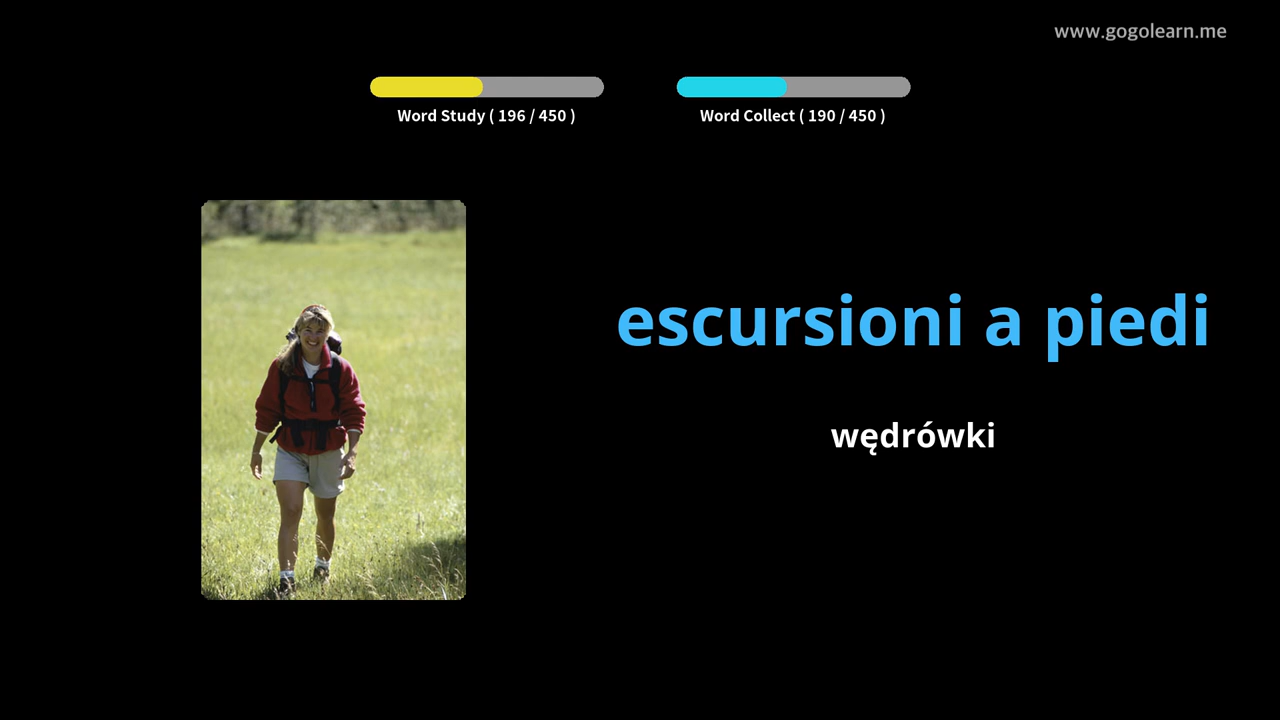 www.gogolearn.me
Word Study ( 196 / 450 )
Word Collect ( 190 / 450 )
escursioni a piedi
wędrówki